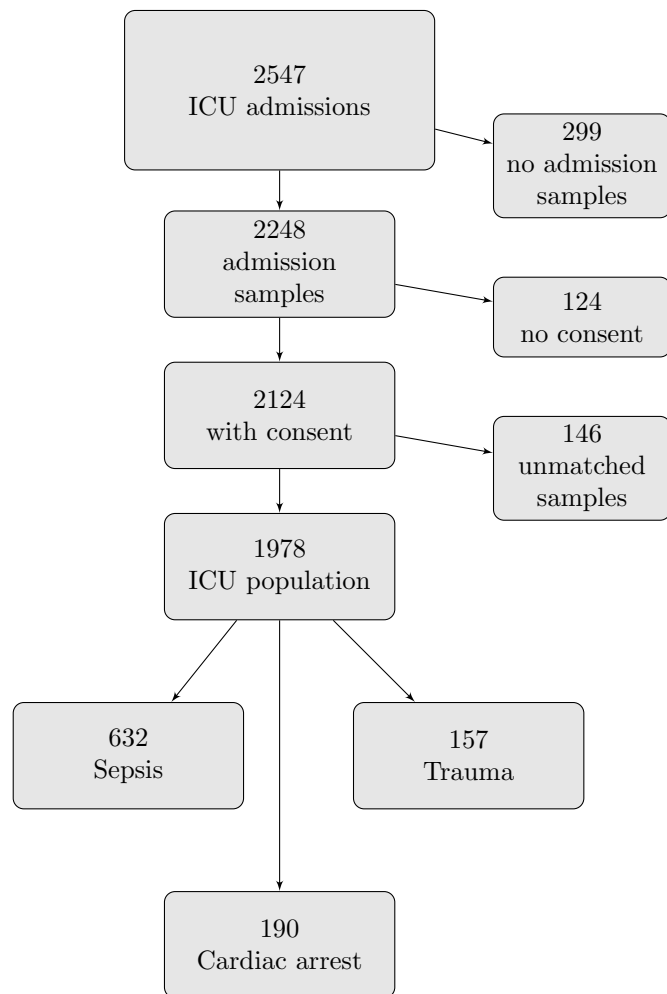 2547
ICU admissions
299
no admission
samples
2248
admission
samples
124
no consent
2124
with consent
146
unmatched
samples
1978
ICU population
632
Sepsis
157
Trauma
190
Cardiac arrest